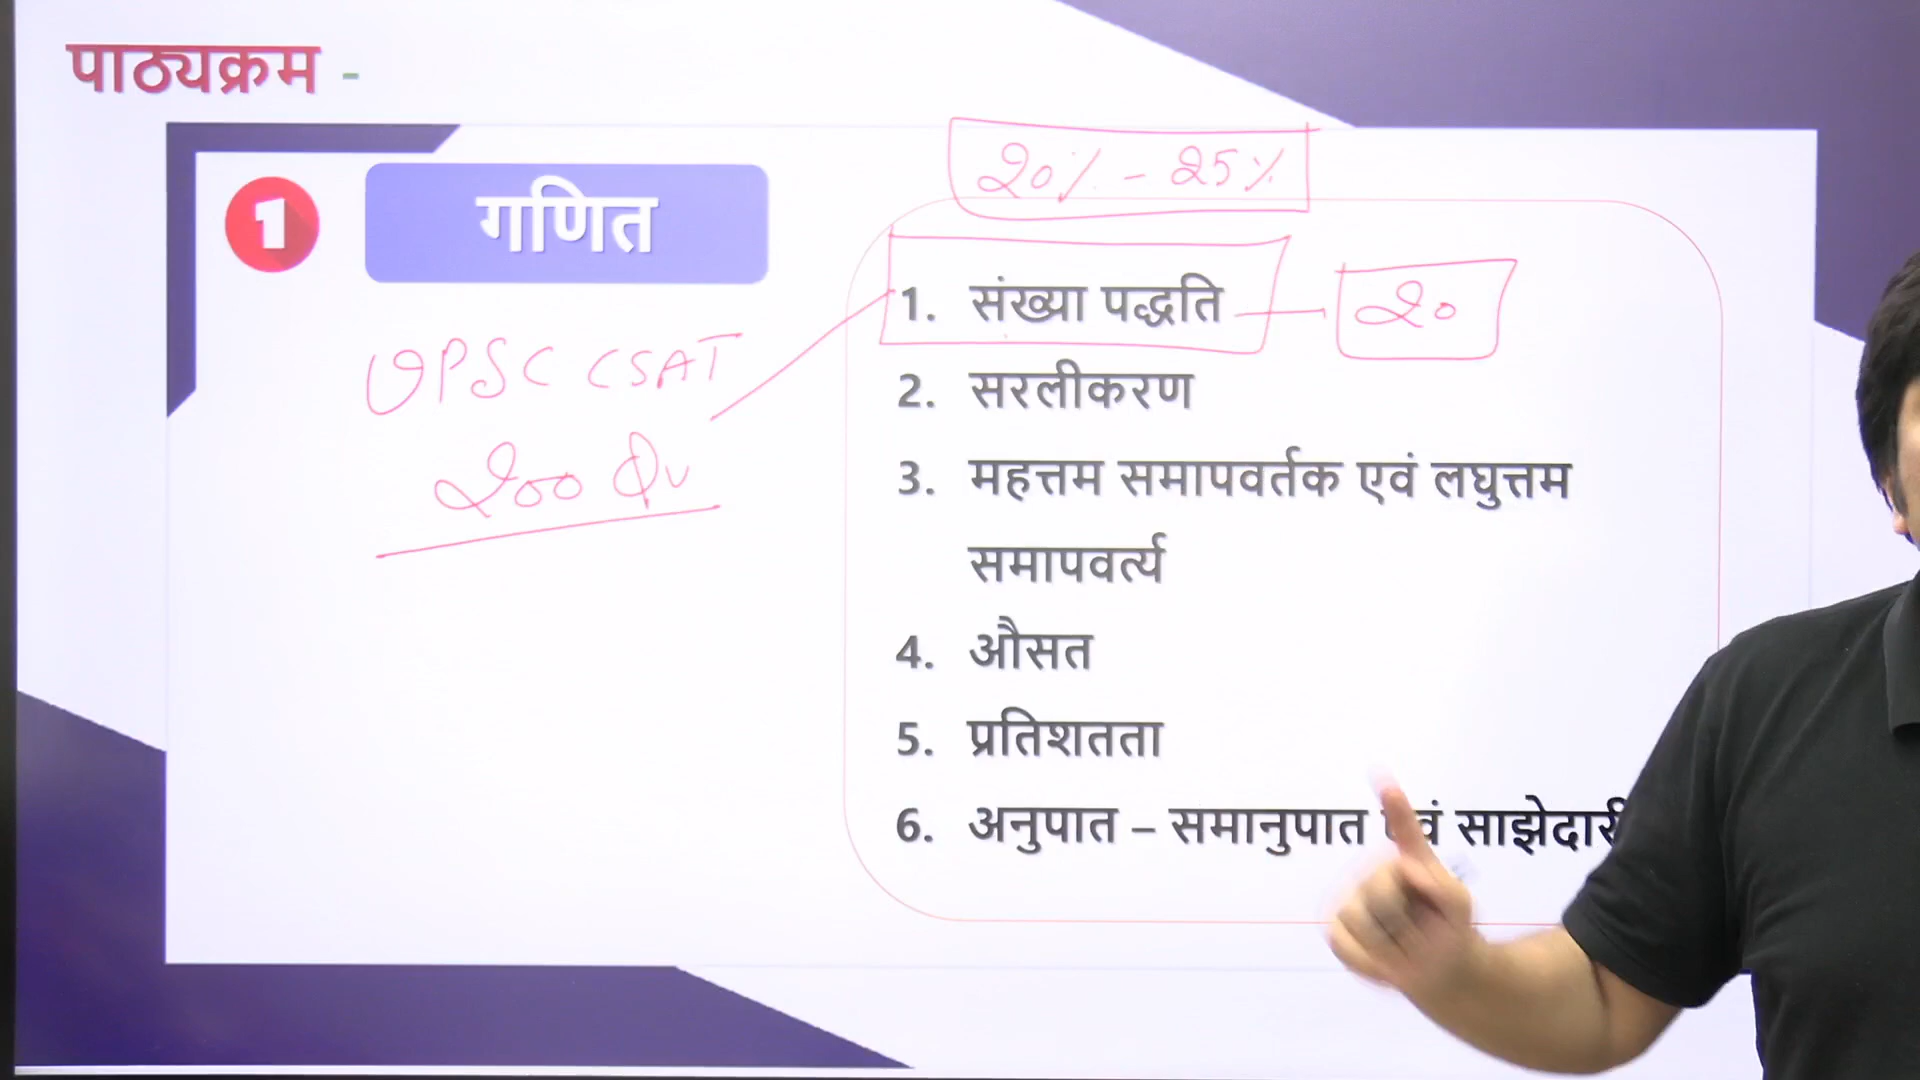 पाठ्यक्रम -
20% - 25%
1 गणित
1. संख्या पद्धति
20
UPSC CSAT
2. सरलीकरण
200 Qu
3. महत्तम समापवर्तक एवं लघुत्तम
समापवर्त्य
4. औसत
5. प्रतिशतता
6. अनुपात – समानुपात एवं साझेदारी